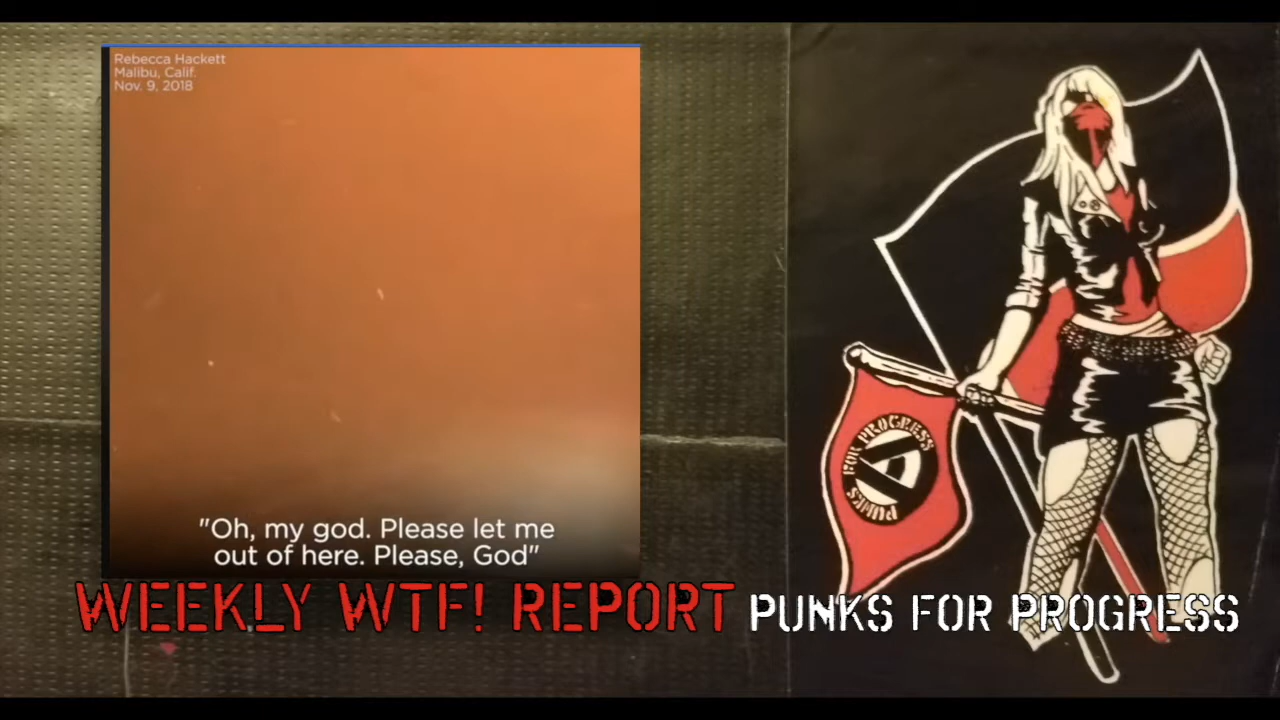 Rebecca Hackett
Malibu, Calif.
Nov. 9, 2018
"Oh, my god. Please let me
out of here. Please, God"
WEEKLY WTF! REPORT
PUNKS FOR PROGRESS
FOR PROGRESS
PUNKS